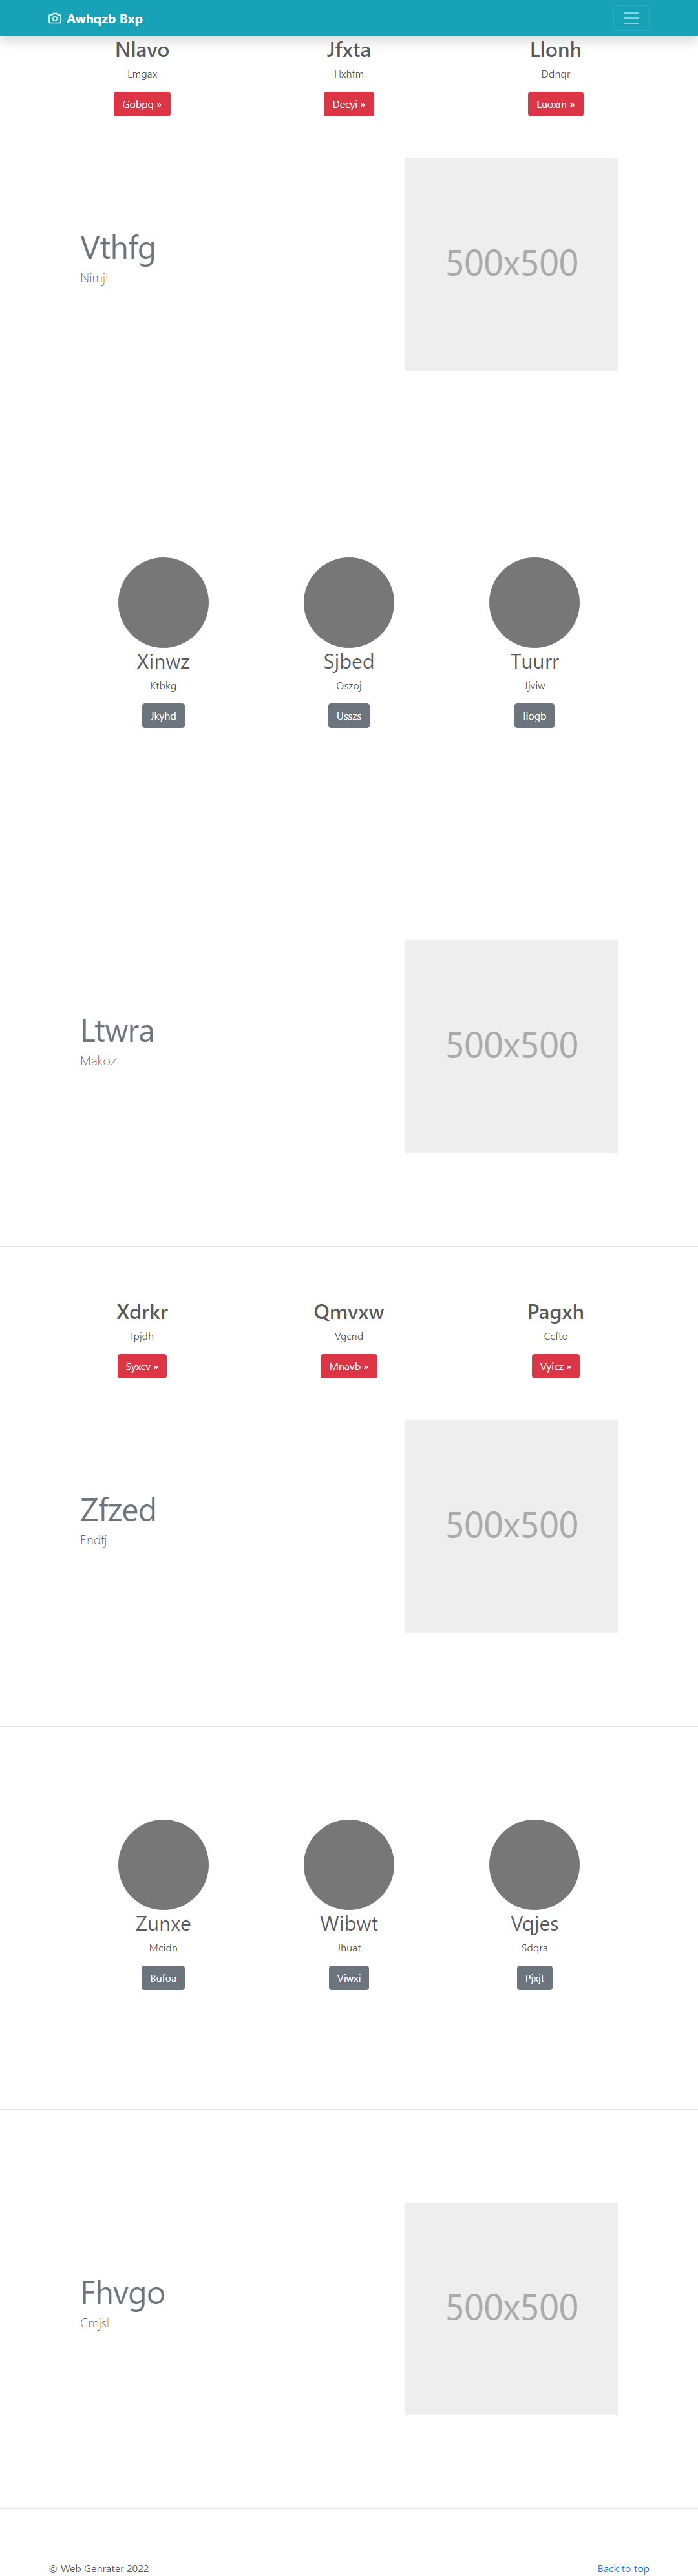 Awhqzb Bxp
Nlavo Jfxta Llonh
Lmgax Hxhfm Ddnqr
Gobpq » Decyi » Luoxm »
Vthfg
Nimjt
500x500
Xinwz Sjbed Tuurr
Ktbkg Oszoj Jjviw
Jkyhd Usszs Iiogb
Ltwra
Makoz
500x500
Xdrkr Qmvxw Pagxh
Ipjdh Vgcnd Ccfto
Syxcv » Mnavb » Vyicz »
Zfzed
Endfj
500x500
Zunxe Wibwt Vqjes
Mcidn Jhuat Sdqra
Bufoa Viwxi Pjxjt
Fhvgo
Cmjsl
500x500
© Web Genrater 2022 Back to top